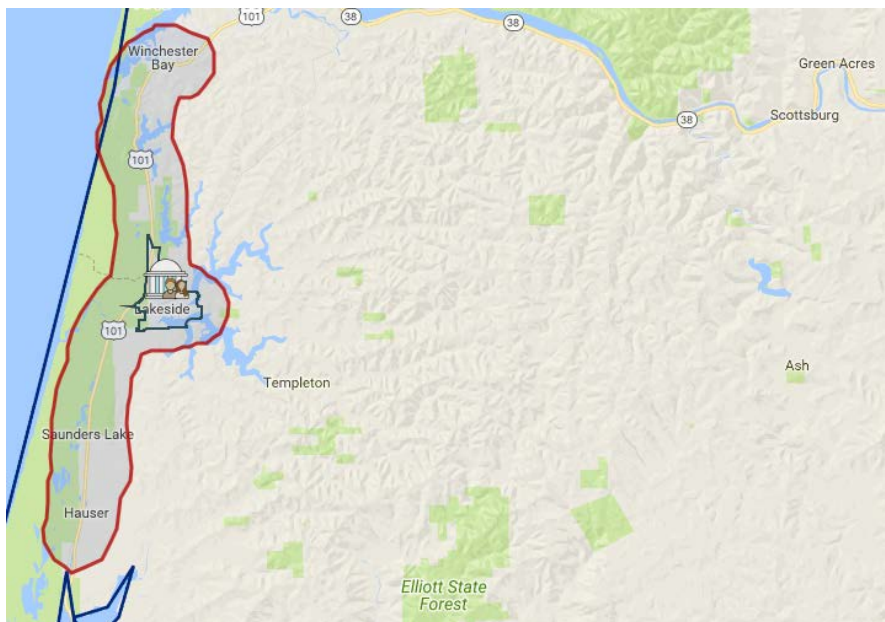 101
38
38
Winchester
Bay
Green Acres
Scottsburg
38
101
Lakeside
101
Templeton
Ash
Saunders Lake
Hauser
Elliott State
Forest